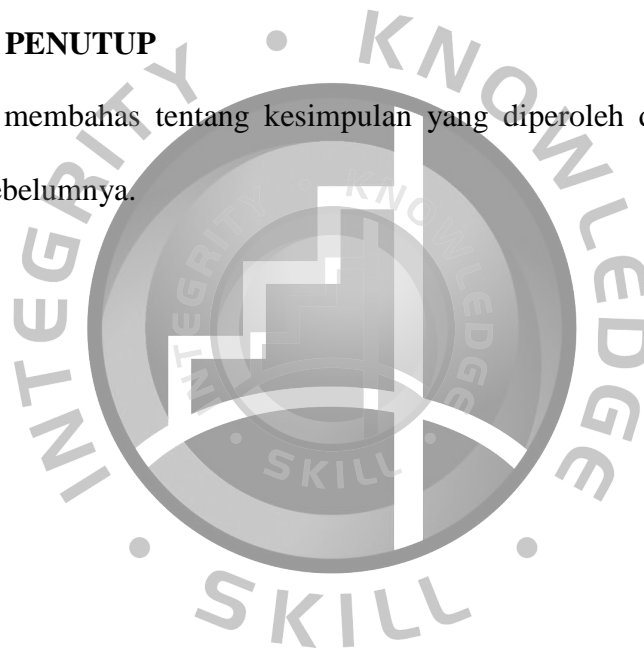 PENUTUP
membahas tentang kesimpulan yang diperoleh
ebelumnya.
INTEGRITY • KNOWLEDGE • SKILL •
INTEGRITY • KNOWLEDGE • SKILL •